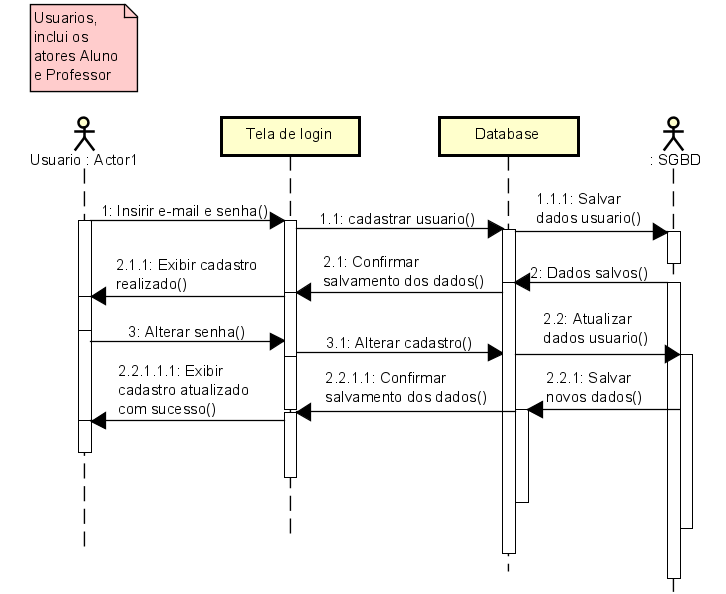 Usuarios,
inclui os
atores Aluno
e Professor
Usuario : Actor1
Tela de login
Database
: SGBD
1: Insirir e-mail e senha()
1.1: cadastrar usuario()
1.1.1: Salvar
dados usuario()
2: Dados salvos()
2.1: Confirmar
salvamento dos dados()
2.1.1: Exibir cadastro
realizado()
3: Alterar senha()
3.1: Alterar cadastro()
2.2: Atualizar
dados usuario()
2.2.1: Salvar
novos dados()
2.2.1.1: Confirmar
salvamento dos dados()
2.2.1.1.1: Exibir
cadastro atualizado
com sucesso()